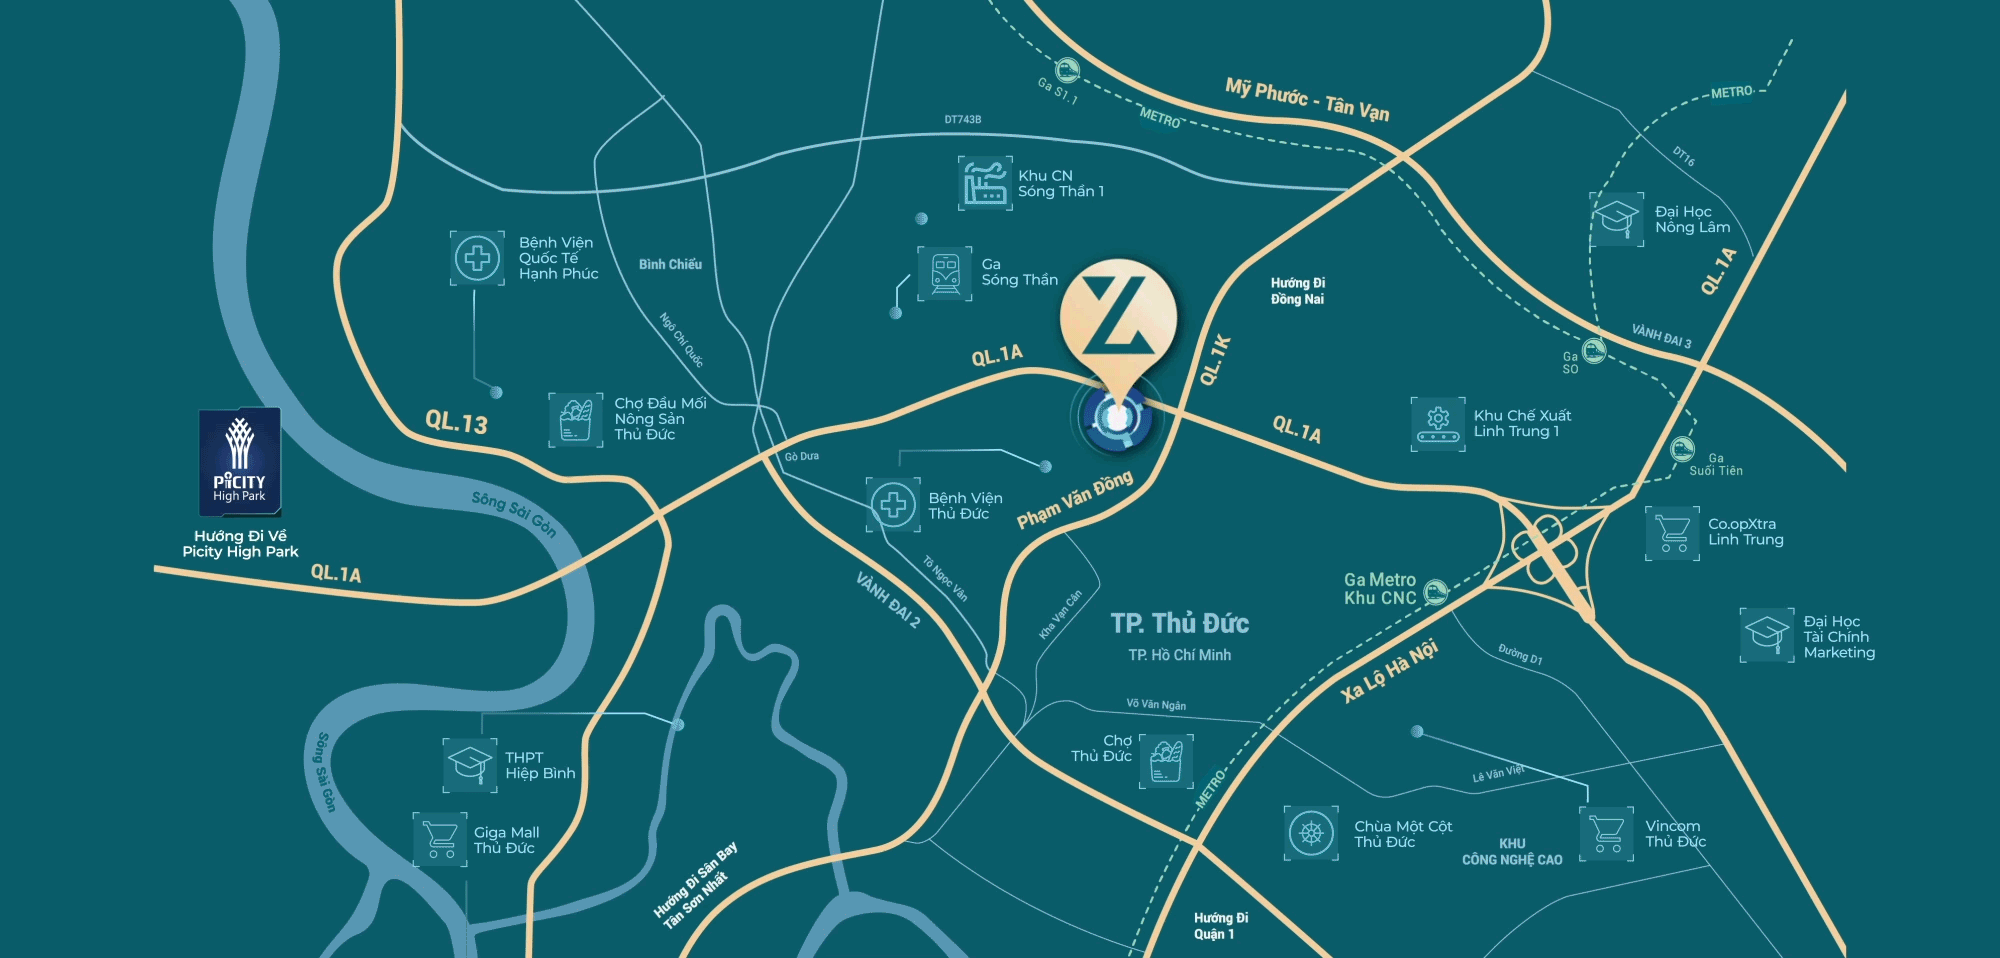 Mỹ Phước - Tân Vạn
METRO
Ga S1.1
METRO
DT743B
DT16
Khu CN
Sóng Thần 1
Đại Học
Nông Lâm
Bệnh Viện
Quốc Tế
Hạnh Phúc
Bình Chiểu
Ga
Sóng Thần
Hướng Đi
Đồng Nai
QL.1A
Ngô Chí Quốc
VÀNH ĐAI 3
QL.1A
QL.1K
Ga
SO
Chợ Đầu Mối
Nông Sản
Thủ Đức
QL.13
Khu Chế Xuất
Linh Trung 1
QL.1A
PiCITY
High Park
Gò Dưa
Ga
Suối Tiên
Bệnh Viện
Thủ Đức
Phạm Văn Đồng
Sông Sài Gòn
Co.opXtra
Linh Trung
Hướng Đi Về
Picity High Park
QL.1A
Tô Ngọc Vân
VÀNH ĐAI 2
Kha Vạn Cân
Ga Metro
Khu CNC
TP. Thủ Đức
TP. Hồ Chí Minh
Đại Học
Tài Chính
Marketing
Đường D1
Xa Lộ Hà Nội
Võ Văn Ngân
Chợ
Thủ Đức
THPT
Hiệp Bình
Sông Sài Gòn
METRO
Lê Văn Việt
Giga Mall
Thủ Đức
Chùa Một Cột
Thủ Đức
KHU
CÔNG NGHỆ CAO
Vincom
Thủ Đức
Hướng Đi Sân Bay
Tân Sơn Nhất
Hướng Đi
Quận 1